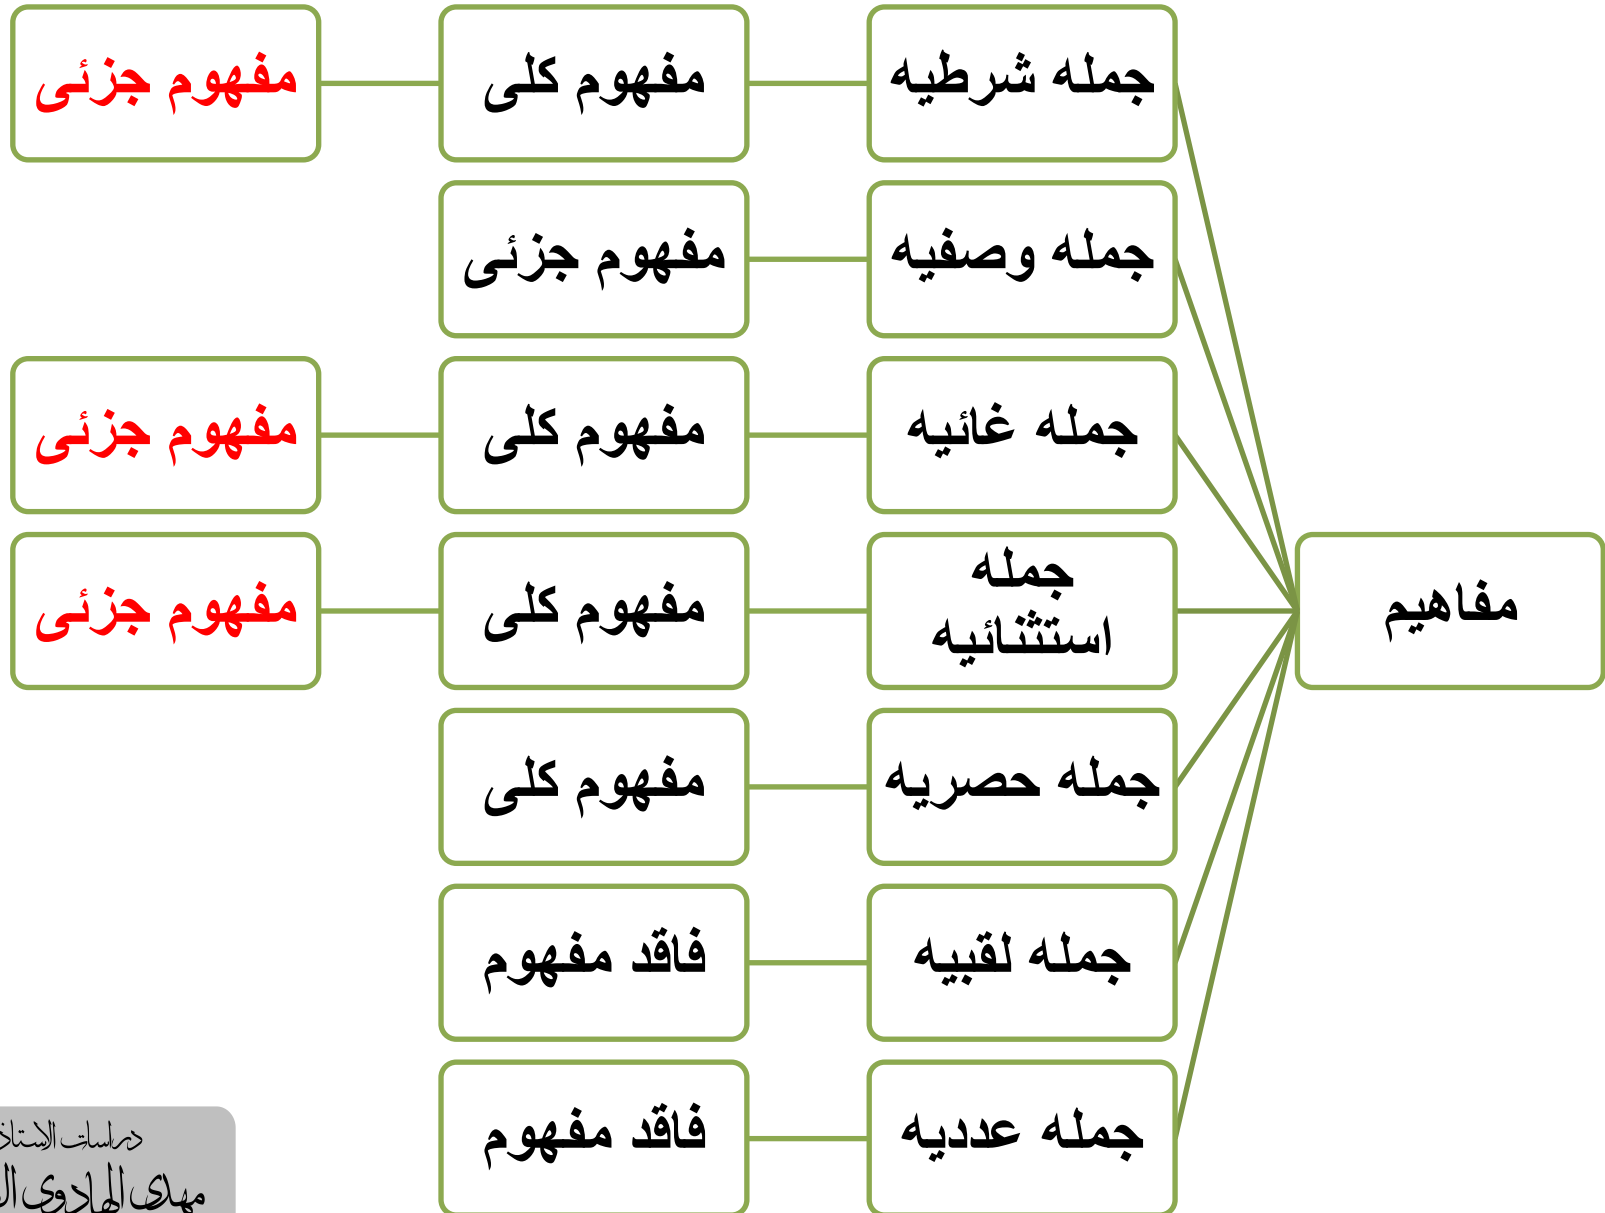 مفاهیم
جمله شرطیه
مفهوم کلی
مفهوم جزئی
جمله وصفیه
مفهوم جزئی
جمله غائیه
مفهوم کلی
مفهوم جزئی
جمله
استثنائیه
مفهوم کلی
مفهوم جزئی
جمله حصریه
مفهوم کلی
جمله لقبیه
فاقد مفهوم
جمله عددیه
فاقد مفهوم
دراسات الاستاذ
مهدی الهادوی